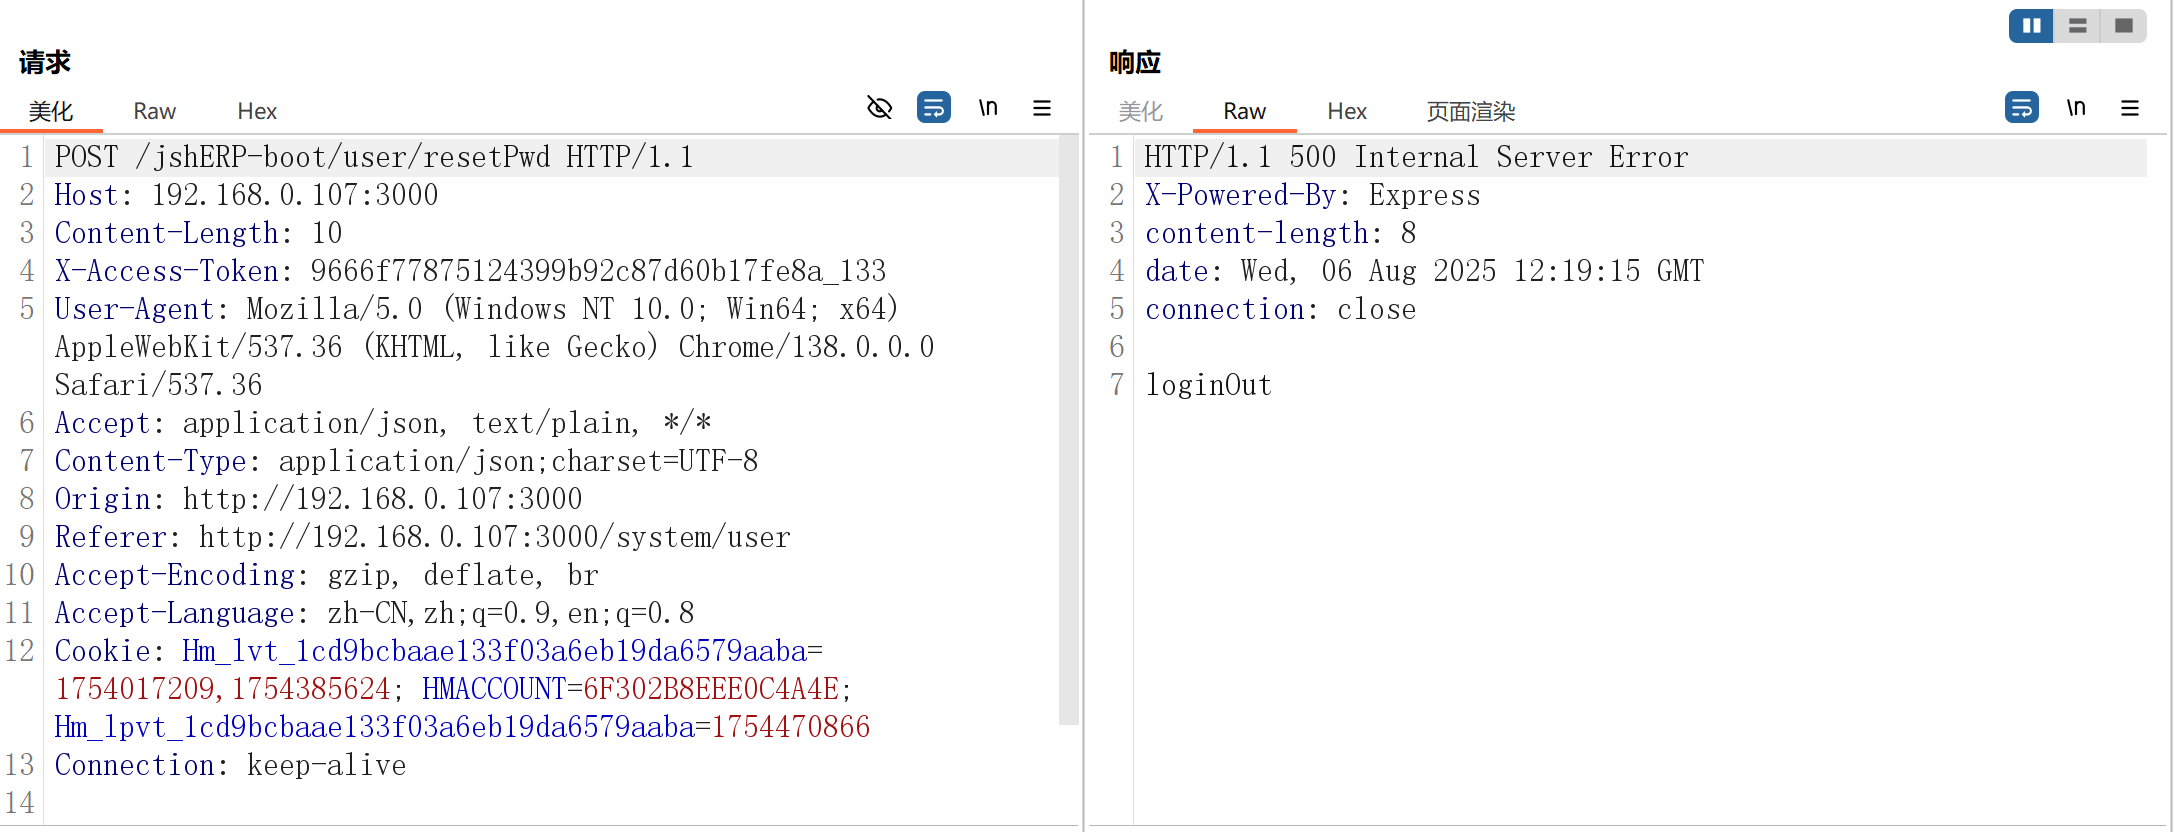 请求
美化 Raw Hex \n
1 POST /jshERP-boot/user/resetPwd HTTP/1.1
2 Host: 192.168.0.107:3000
3 Content-Length: 10
4 X-Access-Token: 9666f77875124399b92c87d60b17fe8a_133
5 User-Agent: Mozilla/5.0 (Windows NT 10.0; Win64; x64)
AppleWebKit/537.36 (KHTML, like Gecko) Chrome/138.0.0.0
Safari/537.36
6 Accept: application/json, text/plain, */*
7 Content-Type: application/json;charset=UTF-8
8 Origin: http://192.168.0.107:3000
9 Referer: http://192.168.0.107:3000/system/user
10 Accept-Encoding: gzip, deflate, br
11 Accept-Language: zh-CN,zh;q=0.9,en;q=0.8
12 Cookie: Hm_lvt_1cd9bcbaae133f03a6eb19da6579aaba=
1754017209,1754385624; HMACCOUNT=6F302B8EEE0C4A4E;
Hm_lpvt_1cd9bcbaae133f03a6eb19da6579aaba=1754470866
13 Connection: keep-alive
14
响应
美化 Raw Hex 页面渲染 \n
1 HTTP/1.1 500 Internal Server Error
2 X-Powered-By: Express
3 content-length: 8
4 date: Wed, 06 Aug 2025 12:19:15 GMT
5 connection: close
6
7 loginOut